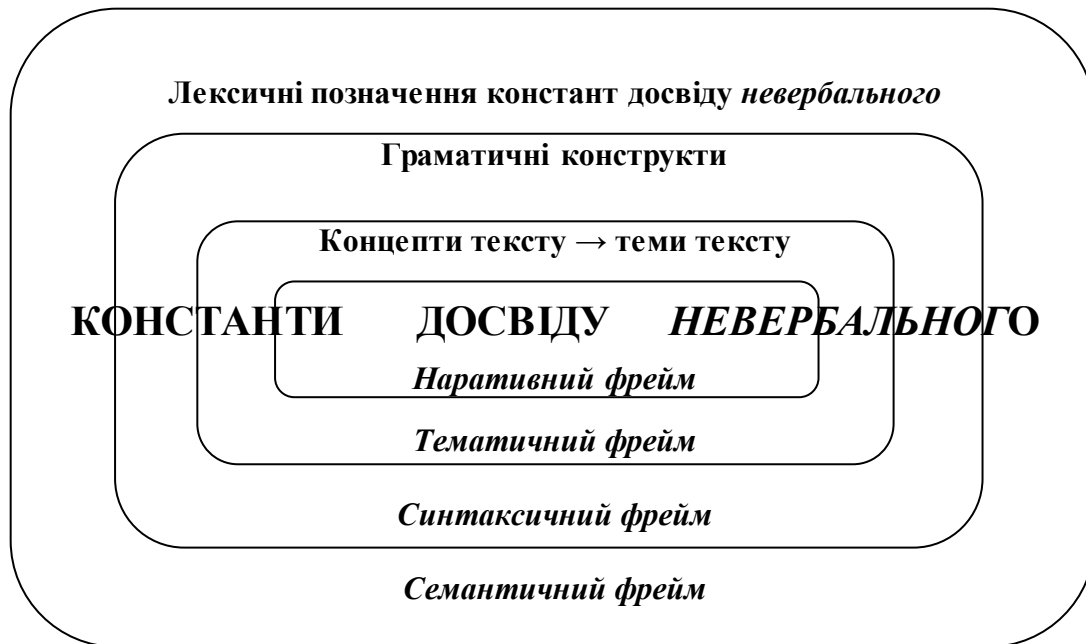 Лексичні позначення констант досвіду невербального
Граматичні конструкти
Концепти тексту → теми тексту
КОНСТАНТИ ДОСВІДУ НЕВЕРБАЛЬНОГО
Наративний фрейм
Тематичний фрейм
Синтаксичний фрейм
Семантичний фрейм